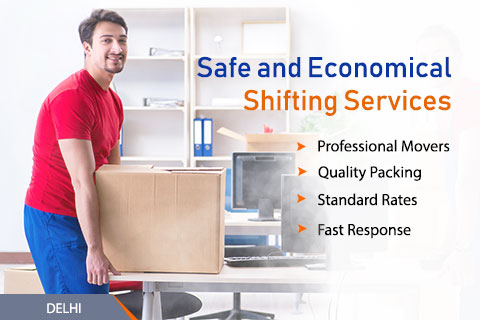 Safe and Economical
Shifting Services
Professional Movers
Quality Packing
Standard Rates
Fast Response
DELHI